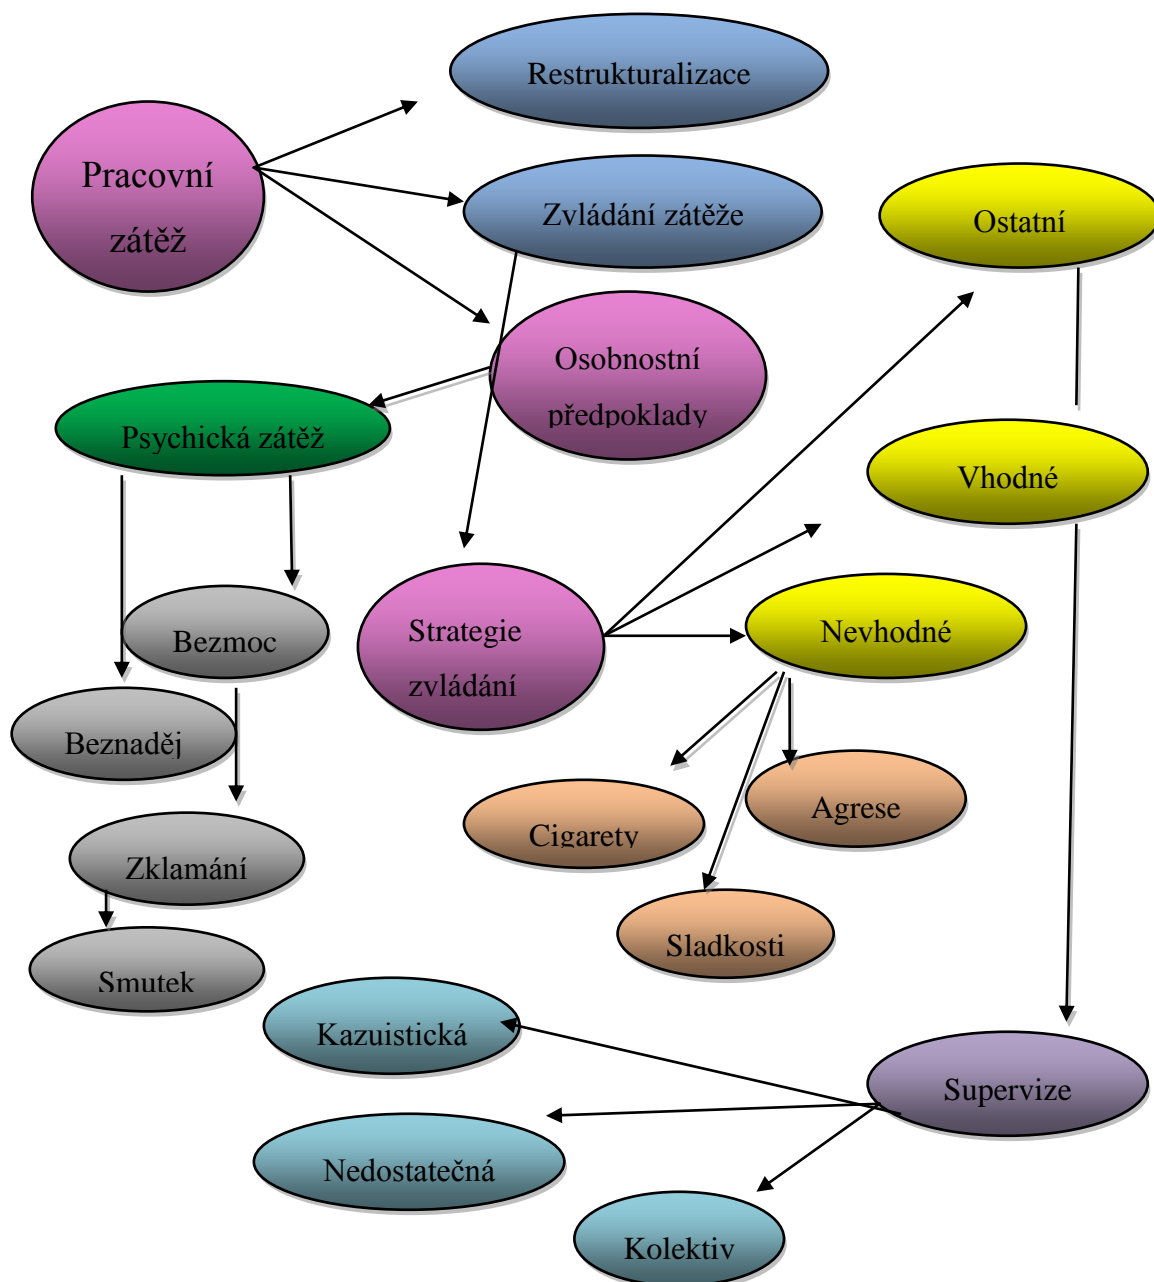 Restrukturalizace
Pracovní
zátěž
Zvládání zátěže
Ostatní
Osobnostní
předpoklady
Psychická zátěž
Vhodné
Strategie
zvládání
Nevhodné
Bezmoc
Beznaděj
Cigarety
Agrese
Zklamání
Sladkosti
Smutek
Kazuistická
Supervize
Nedostatečná
Kolektiv